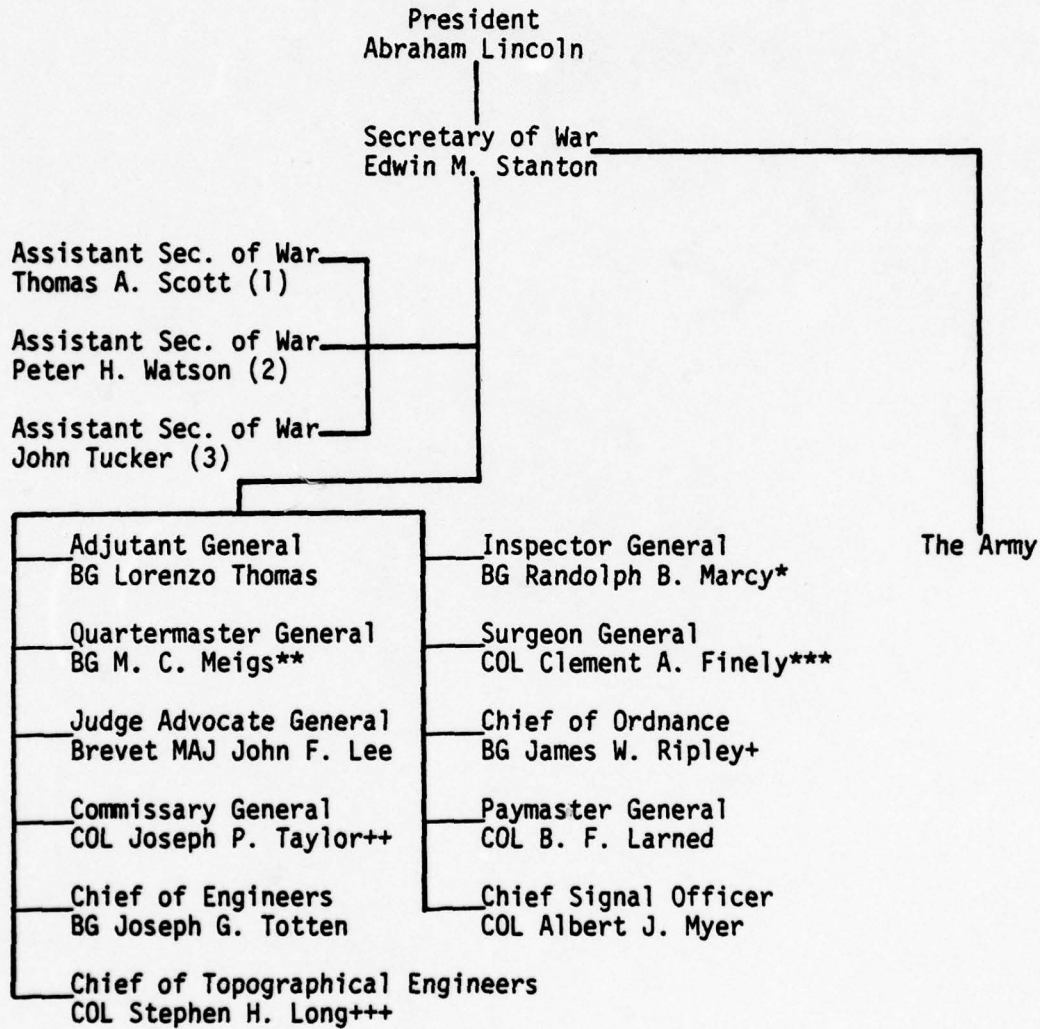 President
Abraham Lincoln
Secretary of War
Edwin M. Stanton
Assistant Sec. of War
Thomas A. Scott (1)
Assistant Sec. of War
Peter H. Watson (2)
Assistant Sec. of War
John Tucker (3)
Adjutant General
BG Lorenzo Thomas
Quartermaster General
BG M. C. Meigs**
Judge Advocate General
Brevet MAJ John F. Lee
Commissary General
COL Joseph P. Taylor++
Chief of Engineers
BG Joseph G. Totten
Chief of Topographical Engineers
COL Stephen H. Long+++
Inspector General
BG Randolph B. Marcy*
Surgeon General
COL Clement A. Finely***
Chief of Ordnance
BG James W. Ripley+
Paymaster General
COL B. F. Larned
Chief Signal Officer
COL Albert J. Myer
The Army